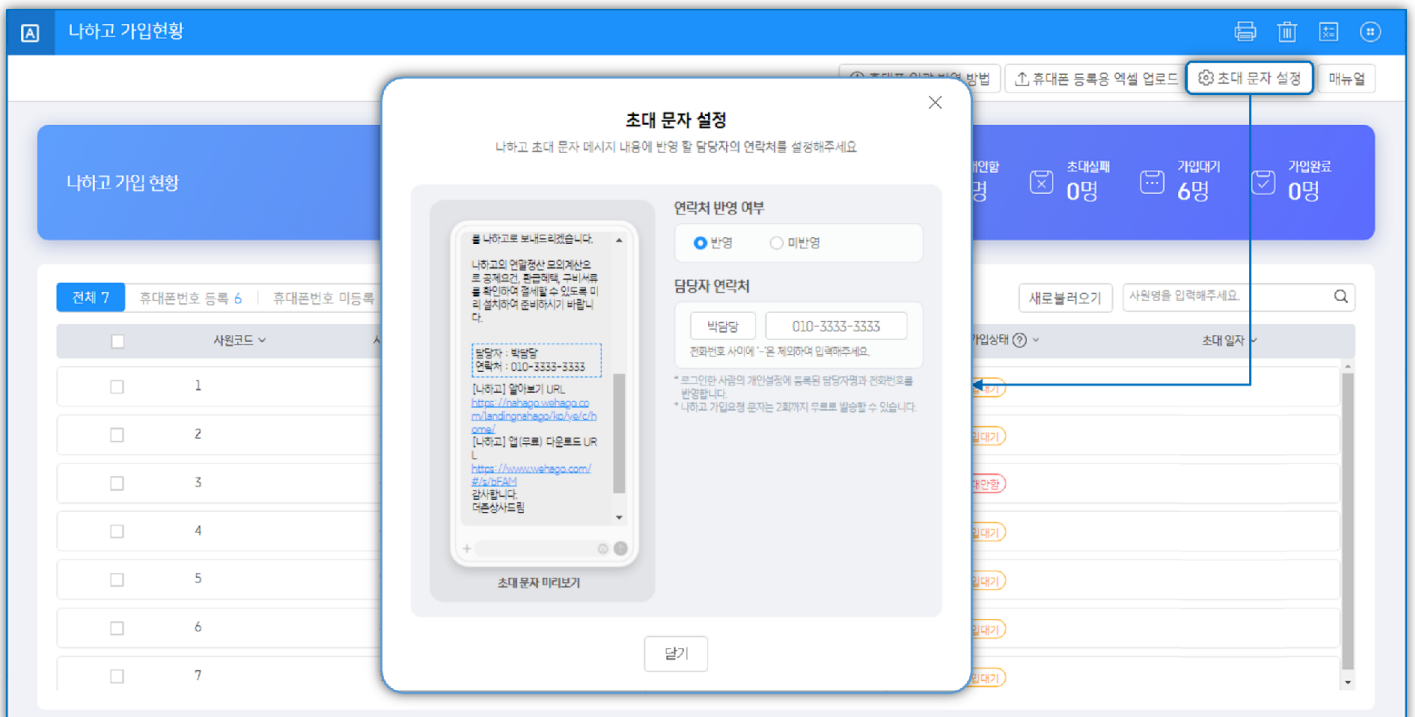 A 나하고 가입현황
방법
휴대폰 등록용 엑셀 업로드
초대 문자 설정
매뉴얼
나하고 가입 현황
초대실패
0명
가입대기
6명
가입완료
0명
전체 7
휴대폰번호 등록 6
휴대폰번호 미등록
새로불러오기
사원명을 입력해주세요.
사원코드
가입상태
초대 일자
1
2
3
4
5
6
7
초대 문자 설정
나하고 초대 문자 메시지 내용에 반영 할 담당자의 연락처를 설정해주세요
를 나하고로 보내드리겠습니다.
나하고의 연말정산 모의계산으
로 공제요건, 환급혜택, 구비서류
를 확인하여 절세할 수 있도록 미
리 설치하여 준비하시기 바랍니
다.
담당자 : 박담당
연락처 : 010-3333-3333
[나하고] 알아보기 URL
https://nahago.wehago.co
m/landingnahago/ko/ye/c/h
ome/
[나하고] 앱(무료) 다운로드 UR
L
https://www.wehago.com/
#/s/bFAM
감사합니다.
더존상사드림
초대 문자 미리보기
연락처 반영 여부
반영
미반영
담당자 연락처
박담당
010-3333-3333
전화번호 사이에 '-'은 제외하여 입력해주세요.
* 로그인한 사람의 개인설정에 등록된 담당자명과 전화번호를
반영합니다.
* 나하고 가입요청 문자는 2회까지 무료로 발송할 수 있습니다.
닫기